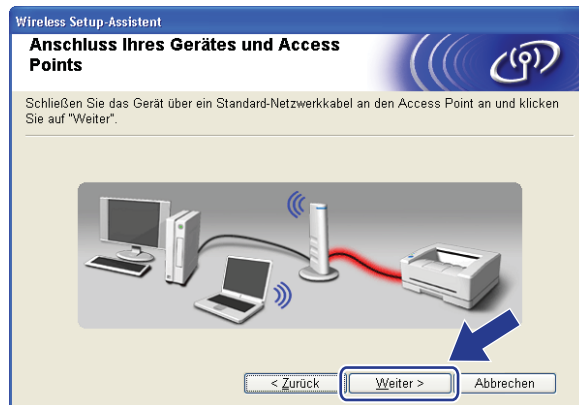 Wireless Setup-Assistent
Anschluss Ihres Gerätes und Access
Points
Schließen Sie das Gerät über ein Standard-Netzwerkkabel an den Access Point an und klicken
Sie auf "Weiter".
< Zurück
Weiter >
Abbrechen